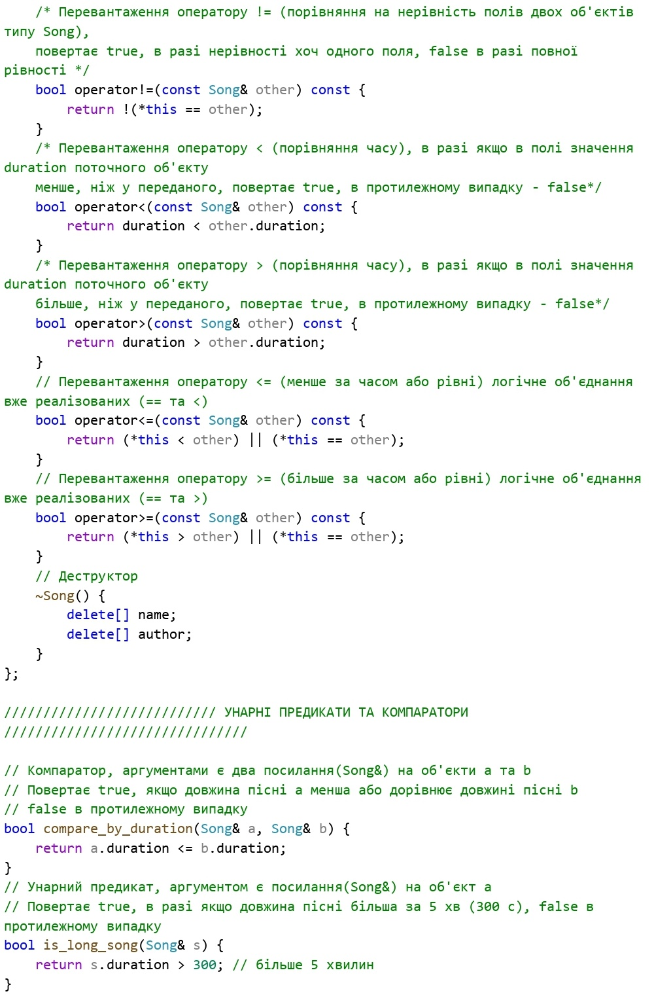 /* Перевантаження оператору != (порівняння на нерівність полів двох об'єктів
типу Song),
повертає true, в разі нерівності хоч одного поля, false в разі повної
рівності */
bool operator!=(const Song& other) const {
return !(*this == other);
}
/* Перевантаження оператору < (порівняння часу), в разі якщо в полі значення
duration поточного об'єкту
менше, ніж у переданого, повертає true, в протилежному випадку - false*/
bool operator<(const Song& other) const {
return duration < other.duration;
}
/* Перевантаження оператору > (порівняння часу), в разі якщо в полі значення
duration поточного об'єкту
більше, ніж у переданого, повертає true, в протилежному випадку - false*/
bool operator>(const Song& other) const {
return duration > other.duration;
}
// Перевантаження оператору <= (менше за часом або рівні) логічне об'єднання
вже реалізованих (== та <)
bool operator<=(const Song& other) const {
return (*this < other) || (*this == other);
}
// Перевантаження оператору >= (більше за часом або рівні) логічне об'єднання
вже реалізованих (== та >)
bool operator>=(const Song& other) const {
return (*this > other) || (*this == other);
}
// Деструктор
~Song() {
delete[] name;
delete[] author;
}
};
/////////////////////////// УНАРНІ ПРЕДИКАТИ ТА КОМПАРАТОРИ
///////////////////////////////
// Компаратор, аргументами є два посилання(Song&) на об'єкти a та b
// Повертає true, якщо довжина пісні a менша або дорівнює довжині пісні b
// false в протилежному випадку
bool compare_by_duration(Song& a, Song& b) {
return a.duration <= b.duration;
}
// Унарний предикат, аргументом є посилання(Song&) на об'єкт a
// Повертає true, в разі якщо довжина пісні більша за 5 хв (300 с), false в
протилежному випадку
bool is_long_song(Song& s) {
return s.duration > 300; // більше 5 хвилин
}